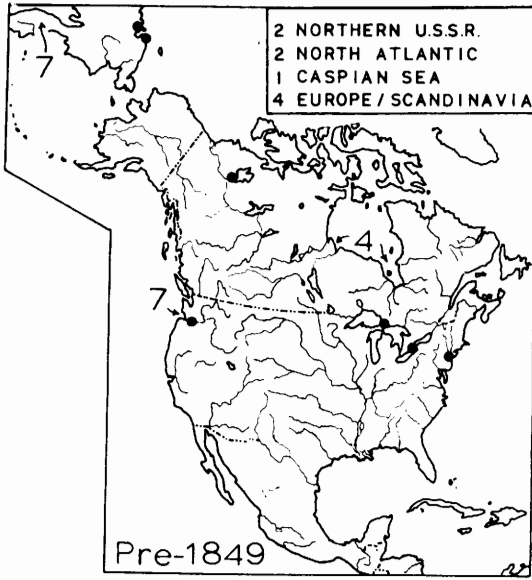 2 NORTHERN U.S.S.R.
2 NORTH ATLANTIC
1 CASPIAN SEA
4 EUROPE/SCANDINAVIA
7
4
7
Pre-1849